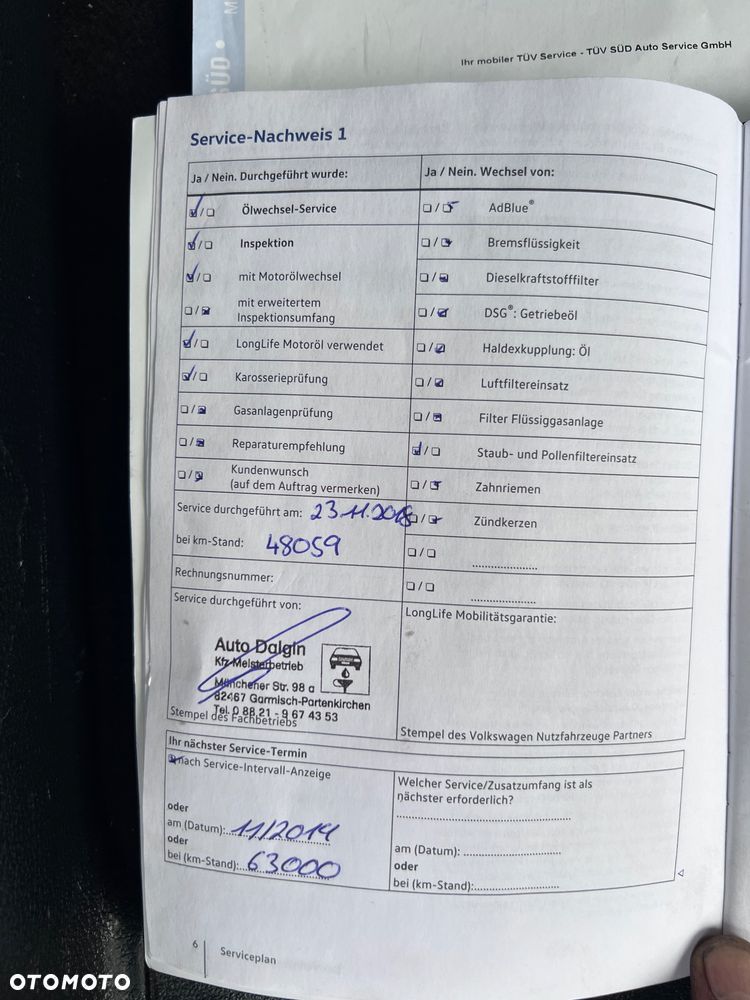 SÜD • M
Ihr mobiler TÜV Service - TÜV SÜD Auto Service GmbH
Service-Nachweis 1
Ja / Nein. Durchgeführt wurde:
Ölwechsel-Service
Inspektion
mit Motorölwechsel
mit erweitertem
Inspektionsumfang
LongLife Motoröl verwendet
Karosserieprüfung
Gasanlagenprüfung
Reparaturempfehlung
Kundenwunsch
(auf dem Auftrag vermerken)
Service durchgeführt am: 23.11.2018
bei km-Stand: 48059
Rechnungsnummer:
Service durchgeführt von:
Auto Dalgin
Kfz-Meisterbetrieb
Münchener Str. 98 a
82467 Garmisch-Partenkirchen
Tel. 0 88 21 - 9 67 43 53
Stempel des Fachbetriebs
Ja / Nein. Wechsel von:
AdBlue®
Bremsflüssigkeit
Dieselkraftstofffilter
DSG®: Getriebeöl
Haldexkupplung: Öl
Luftfiltereinsatz
Filter Flüssiggasanlage
Staub- und Pollenfiltereinsatz
Zahnriemen
Zündkerzen
LongLife Mobilitätsgarantie:
Stempel des Volkswagen Nutzfahrzeuge Partners
Ihr nächster Service-Termin
nach Service-Intervall-Anzeige
oder
am (Datum): 11/2019
oder
bei (km-Stand): 63000
Welcher Service/Zusatzumfang ist als
nächster erforderlich?
am (Datum):
oder
bei (km-Stand):
6 Serviceplan
OTOMOTO